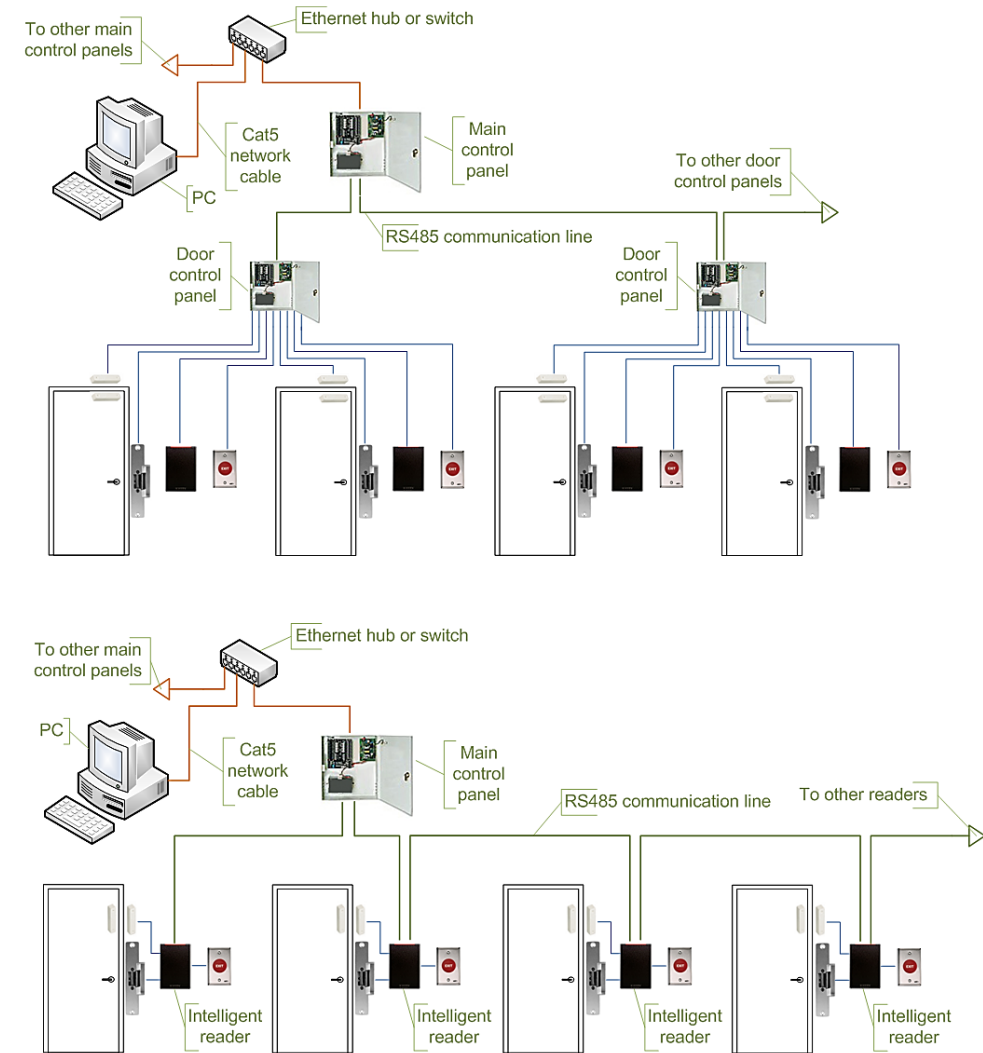 Ethernet hub or switch
To other main
control panels
Cat5
network
cable
PC
Main
control
panel
To other door
control panels
RS485 communication line
Door
control
panel
Door
control
panel
EXIT
EXIT
EXIT
EXIT
Ethernet hub or switch
To other main
control panels
PC
Cat5
network
cable
Main
control
panel
RS485 communication line
To other readers
EXIT
EXIT
EXIT
EXIT
Intelligent
reader
Intelligent
reader
Intelligent
reader
Intelligent
reader